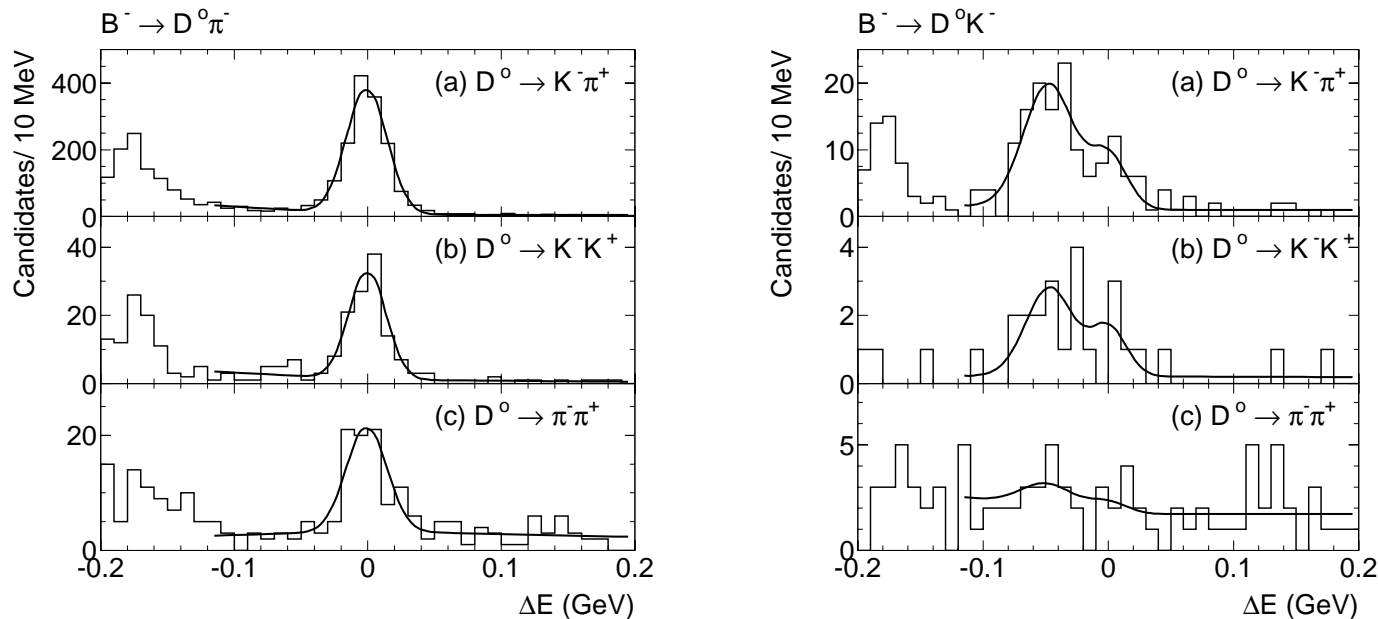 B⁻ → D⁰π⁻
Candidates/ 10 MeV
(a) D⁰ → K⁻π⁺
400
200
0
(b) D⁰ → K⁻K⁺
40
20
0
(c) D⁰ → π⁻π⁺
20
0
-0.2 -0.1 0 0.1 0.2
ΔE (GeV)
B⁻ → D⁰K⁻
Candidates/ 10 MeV
(a) D⁰ → K⁻π⁺
20
10
0
(b) D⁰ → K⁻K⁺
4
2
0
(c) D⁰ → π⁻π⁺
5
0
-0.2 -0.1 0 0.1 0.2
ΔE (GeV)